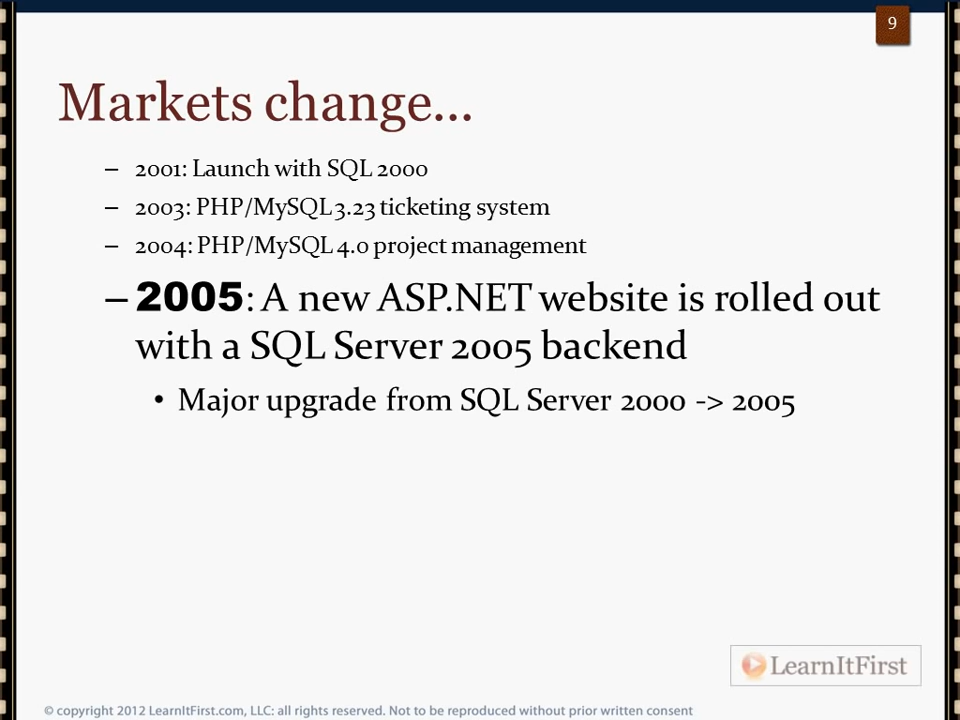 9
Markets change...
– 2001: Launch with SQL 2000
– 2003: PHP/MySQL 3.23 ticketing system
– 2004: PHP/MySQL 4.0 project management
– 2005: A new ASP.NET website is rolled out
with a SQL Server 2005 backend
• Major upgrade from SQL Server 2000 -> 2005
LearnItFirst
© copyright 2012 LearnItFirst.com, LLC: all rights reserved. Not to be reproduced without prior written consent